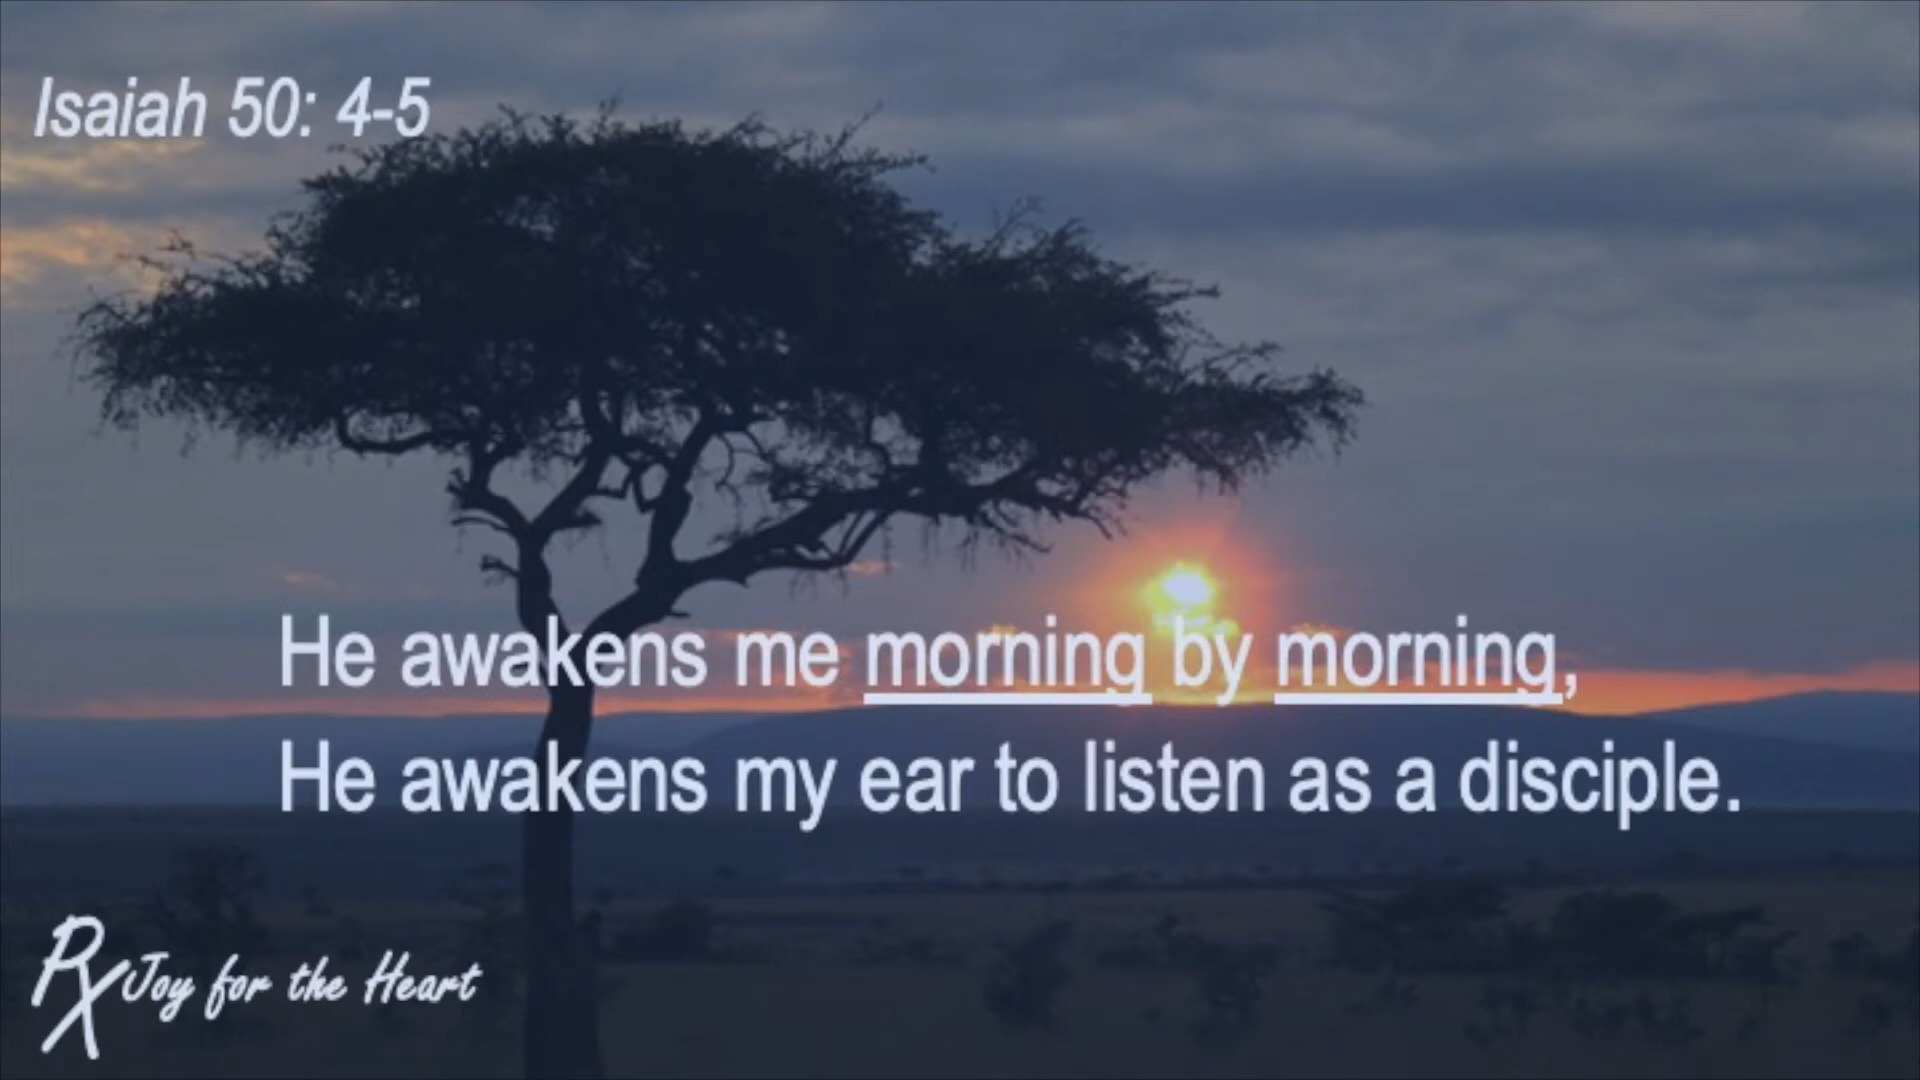 Isaiah 50: 4-5
He awakens me morning by morning,
He awakens my ear to listen as a disciple.
Rx Joy for the Heart